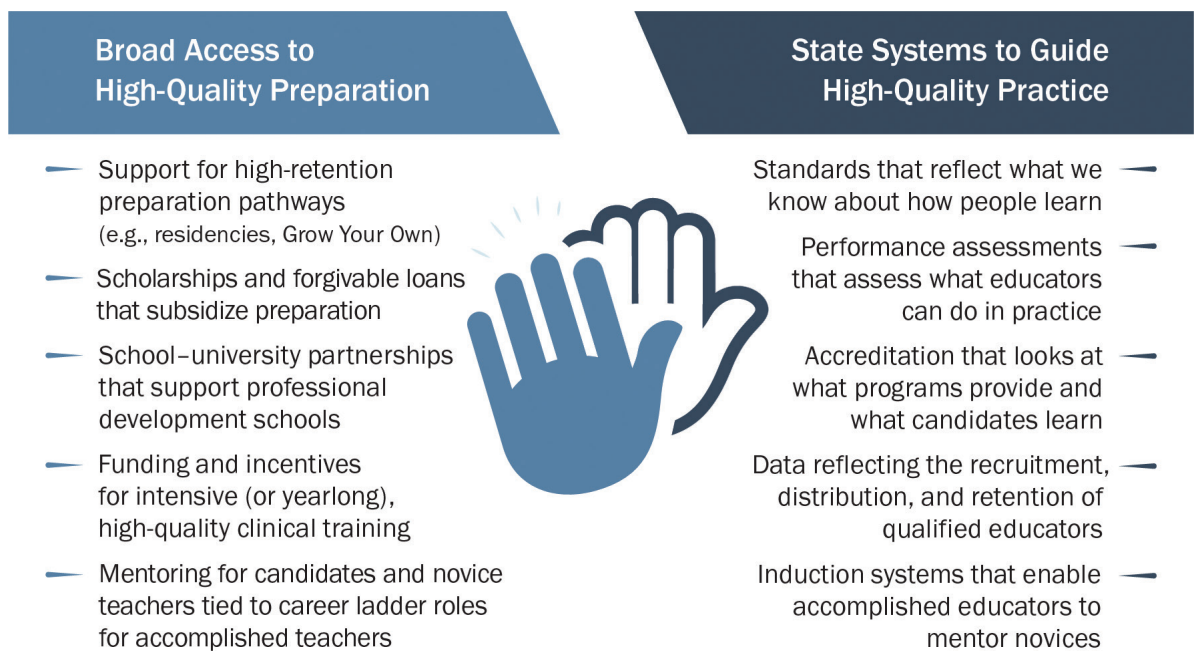 Broad Access to
High-Quality Preparation
Support for high-retention
preparation pathways
(e.g., residencies, Grow Your Own)
Scholarships and forgivable loans
that subsidize preparation
School–university partnerships
that support professional
development schools
Funding and incentives
for intensive (or yearlong),
high-quality clinical training
Mentoring for candidates and novice
teachers tied to career ladder roles
for accomplished teachers
State Systems to Guide
High-Quality Practice
Standards that reflect what we
know about how people learn
Performance assessments
that assess what educators
can do in practice
Accreditation that looks at
what programs provide and
what candidates learn
Data reflecting the recruitment,
distribution, and retention of
qualified educators
Induction systems that enable
accomplished educators to
mentor novices